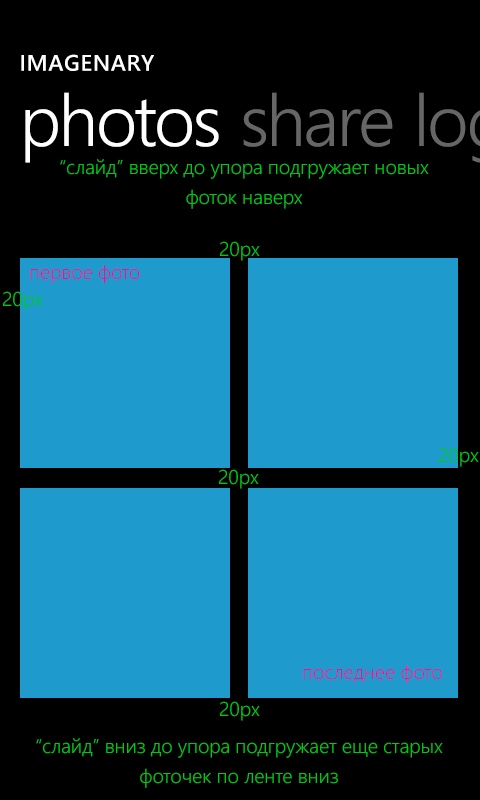 IMAGENARY
photos share log
“слайд” вверх до упора подгружает новых
фоток наверх
20px
первое фото
20px
20px
20px
последнее фото
20px
“слайд” вниз до упора подгружает еще старых
фоточек по ленте вниз